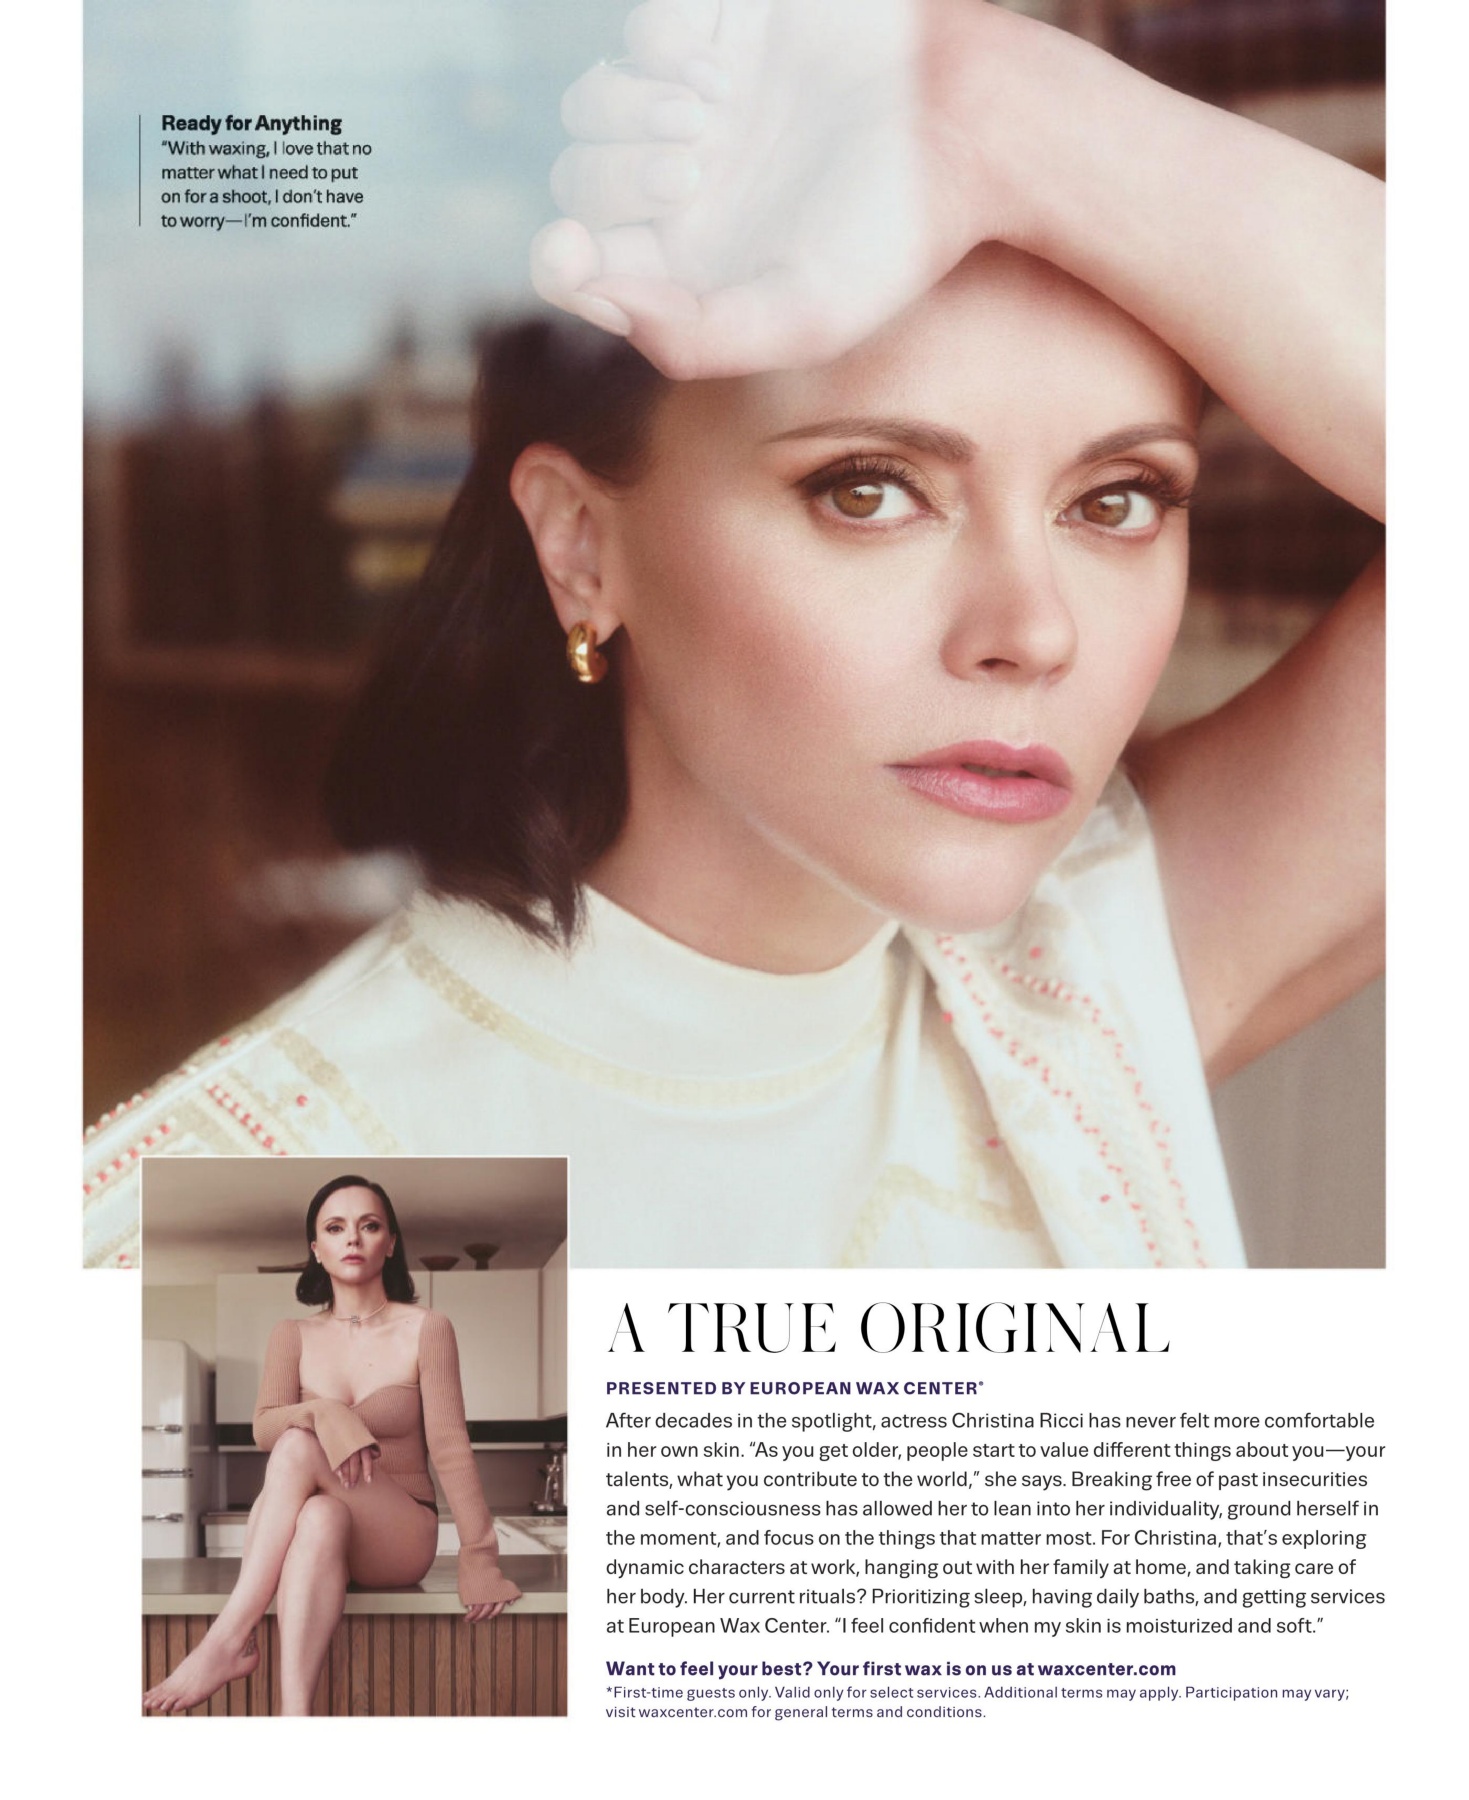 Ready for Anything
“With waxing, I love that no
matter what I need to put
on for a shoot, I don’t have
to worry—I’m confident.”
A TRUE ORIGINAL
PRESENTED BY EUROPEAN WAX CENTER®
After decades in the spotlight, actress Christina Ricci has never felt more comfortable
in her own skin. “As you get older, people start to value different things about you—your
talents, what you contribute to the world,” she says. Breaking free of past insecurities
and self-consciousness has allowed her to lean into her individuality, ground herself in
the moment, and focus on the things that matter most. For Christina, that’s exploring
dynamic characters at work, hanging out with her family at home, and taking care of
her body. Her current rituals? Prioritizing sleep, having daily baths, and getting services
at European Wax Center. “I feel confident when my skin is moisturized and soft.”
Want to feel your best? Your first wax is on us at waxcenter.com
*First-time guests only. Valid only for select services. Additional terms may apply. Participation may vary;
visit waxcenter.com for general terms and conditions.